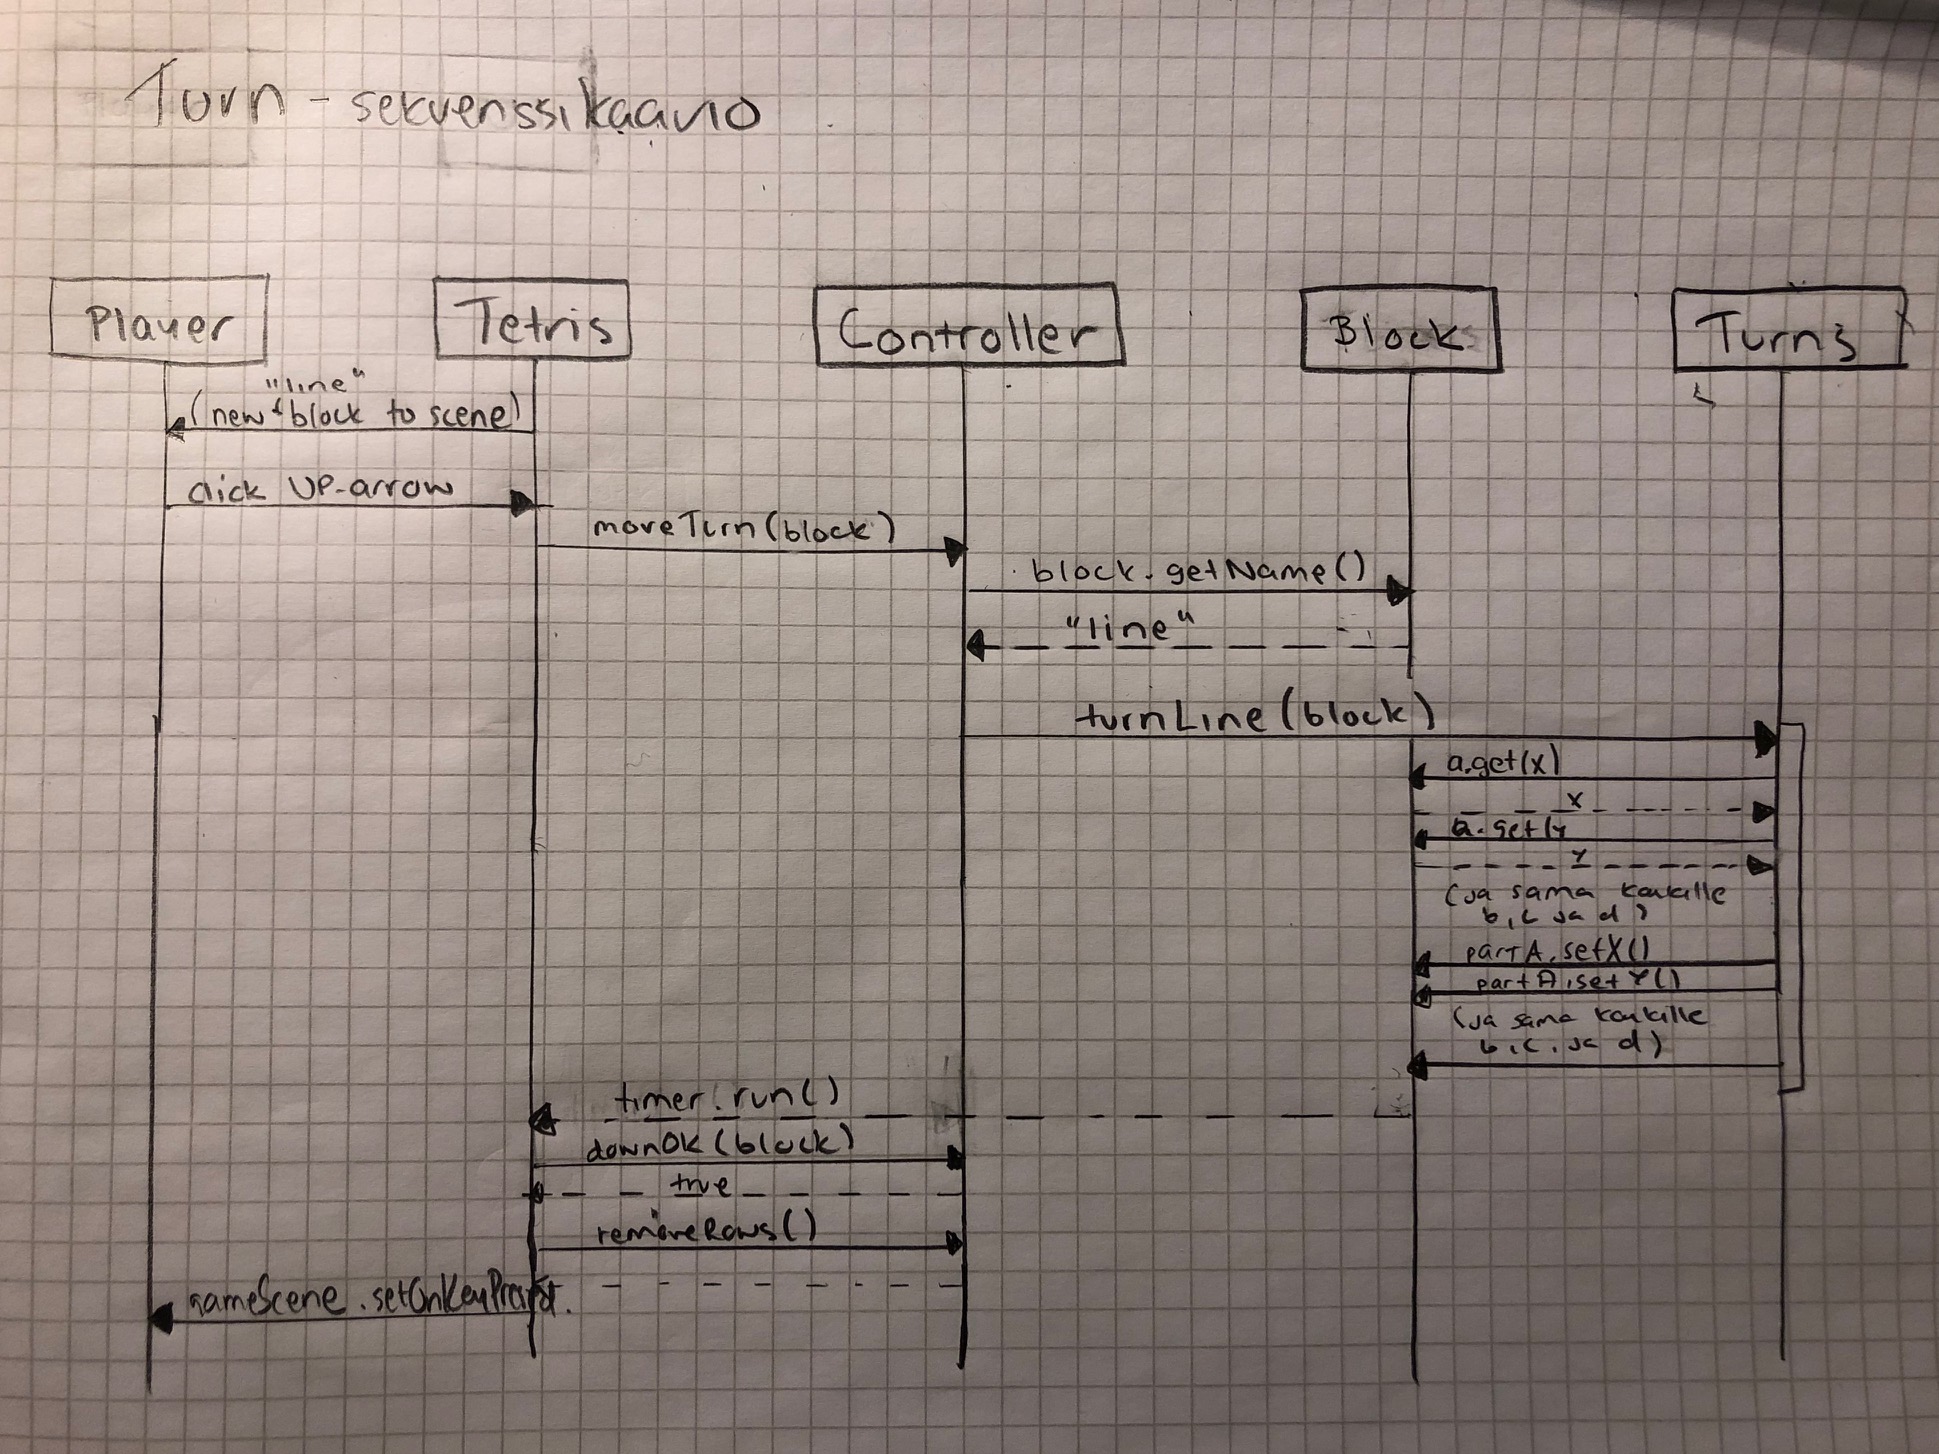 Turn - sekvenssikaavio
Player
Tetris
Controller
Block
Turns
"line"
(new block to scene)
click UP-arrow
moveTurn(block)
block.getName()
"line"
turnLine(block)
a.get(x)
x
a.get(y
y
(ja sama kaikille
b, c ja d)
partA.setX()
partA.setY()
(ja sama kaikille
b, c, ja d)
timer.run()
downOk(block)
true
removeRows()
gameScene.setOnKeyPressed.